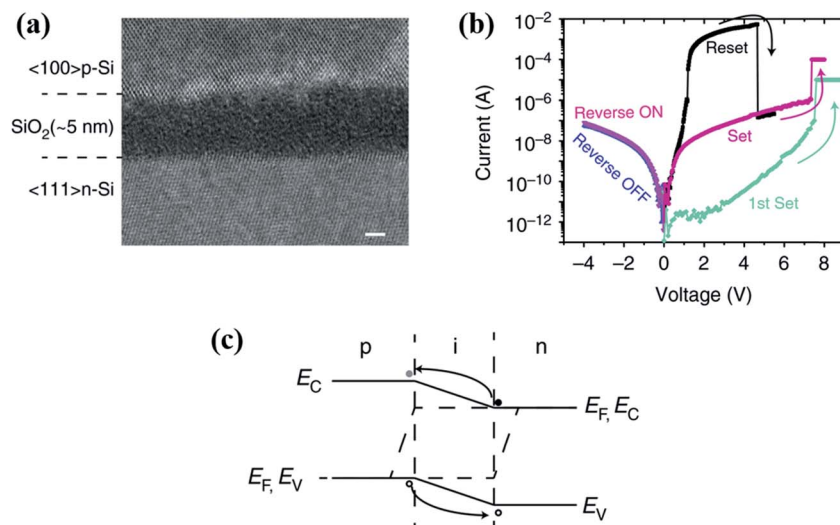 (a)
<100>p-Si
SiO₂(~5 nm)
<111>n-Si
(b)
Current (A)
10⁻²
10⁻⁴
10⁻⁶
10⁻⁸
10⁻¹⁰
10⁻¹²
Reset
Reverse ON
Set
Reverse OFF
1st Set
−4 −2 0 2 4 6 8
Voltage (V)
(c)
p i n
E_C
E_F, E_C
E_F, E_V
E_V